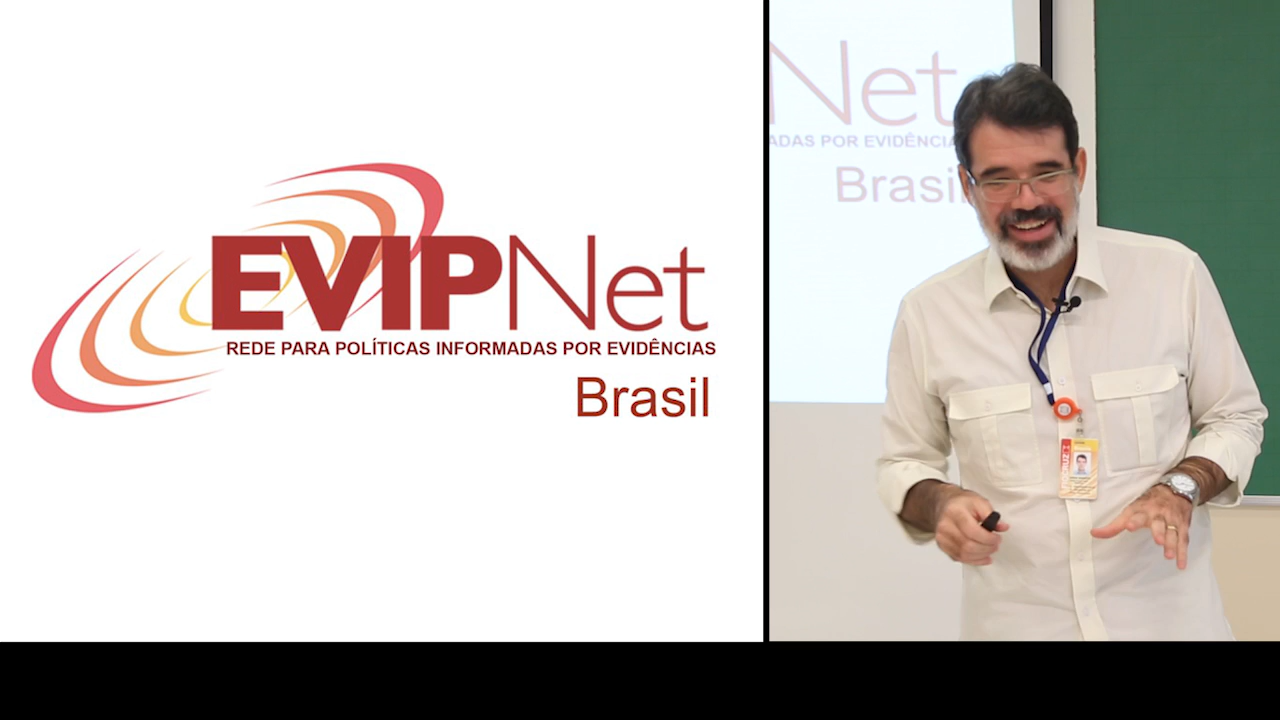 EVIPNet
REDE PARA POLÍTICAS INFORMADAS POR EVIDÊNCIAS
Brasil
Net
ADAS POR EVIDÊNCIA
Brasil